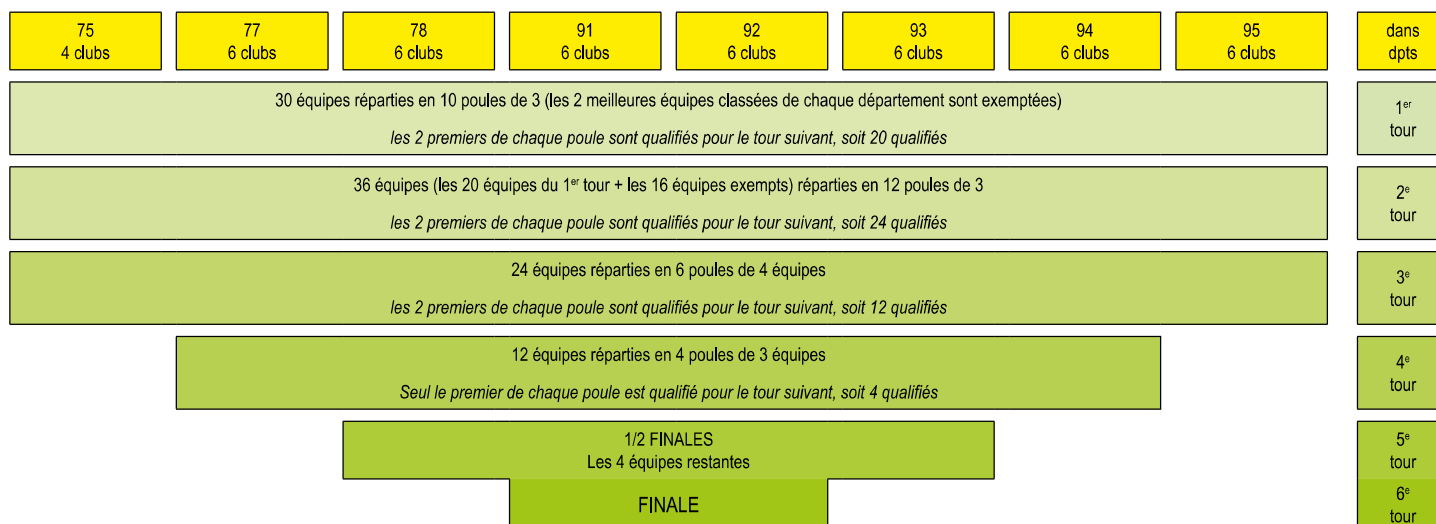 75
4 clubs
77
6 clubs
78
6 clubs
91
6 clubs
92
6 clubs
93
6 clubs
94
6 clubs
95
6 clubs
dans
dpts
30 équipes réparties en 10 poules de 3 (les 2 meilleures équipes classées de chaque département sont exemptées)
les 2 premiers de chaque poule sont qualifiés pour le tour suivant, soit 20 qualifiés
1er
tour
36 équipes (les 20 équipes du 1er tour + les 16 équipes exempts) réparties en 12 poules de 3
les 2 premiers de chaque poule sont qualifiés pour le tour suivant, soit 24 qualifiés
2e
tour
24 équipes réparties en 6 poules de 4 équipes
les 2 premiers de chaque poule sont qualifiés pour le tour suivant, soit 12 qualifiés
3e
tour
12 équipes réparties en 4 poules de 3 équipes
Seul le premier de chaque poule est qualifié pour le tour suivant, soit 4 qualifiés
4e
tour
1/2 FINALES
Les 4 équipes restantes
5e
tour
FINALE
6e
tour